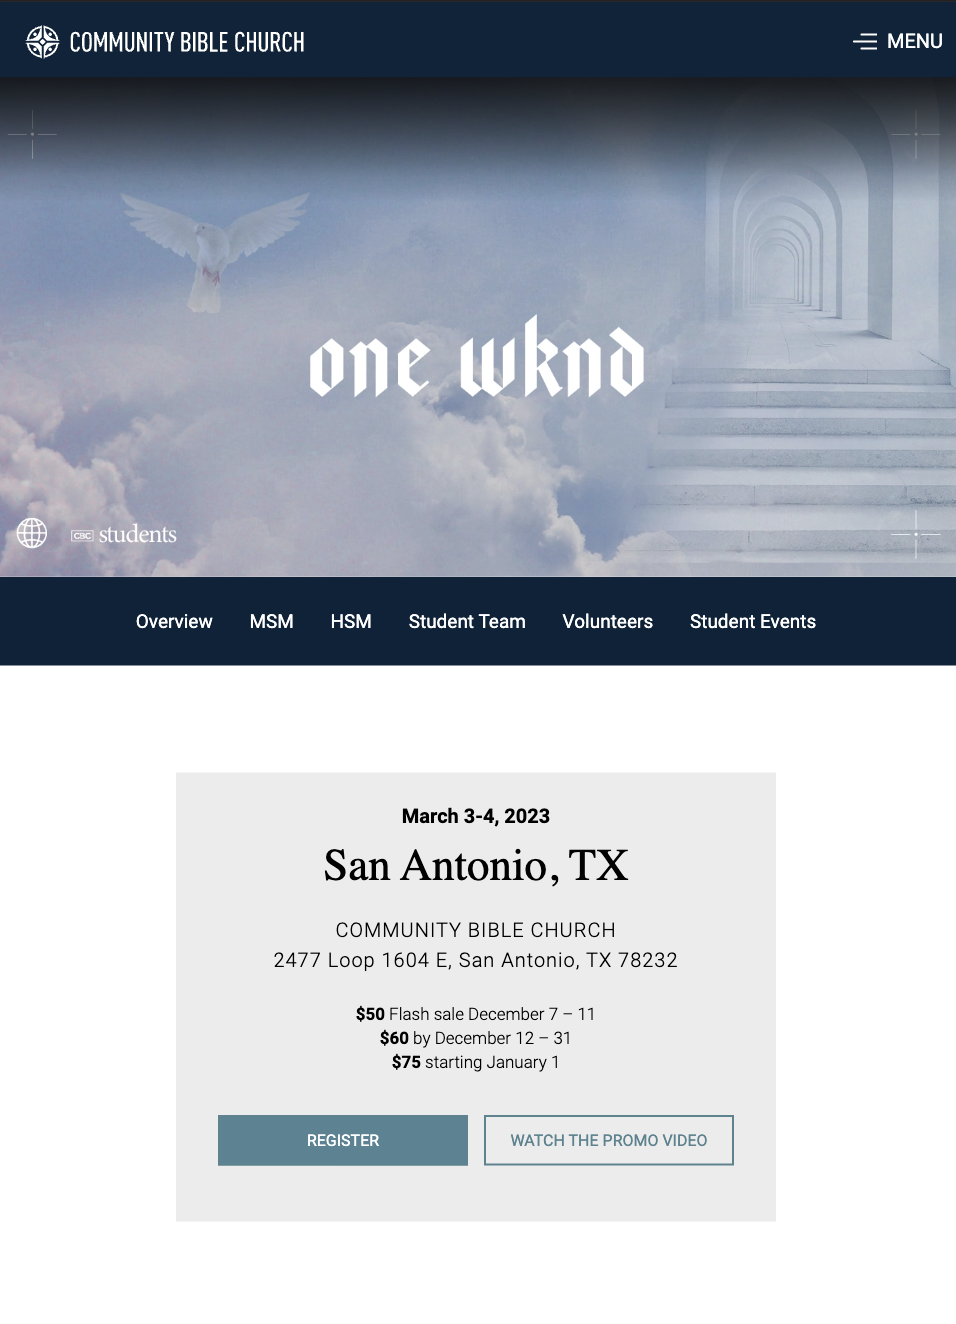 COMMUNITY BIBLE CHURCH
MENU
one wknd
CBC students
Overview MSM HSM Student Team Volunteers Student Events
March 3-4, 2023
San Antonio, TX
COMMUNITY BIBLE CHURCH
2477 Loop 1604 E, San Antonio, TX 78232
$50 Flash sale December 7 – 11
$60 by December 12 – 31
$75 starting January 1
REGISTER
WATCH THE PROMO VIDEO